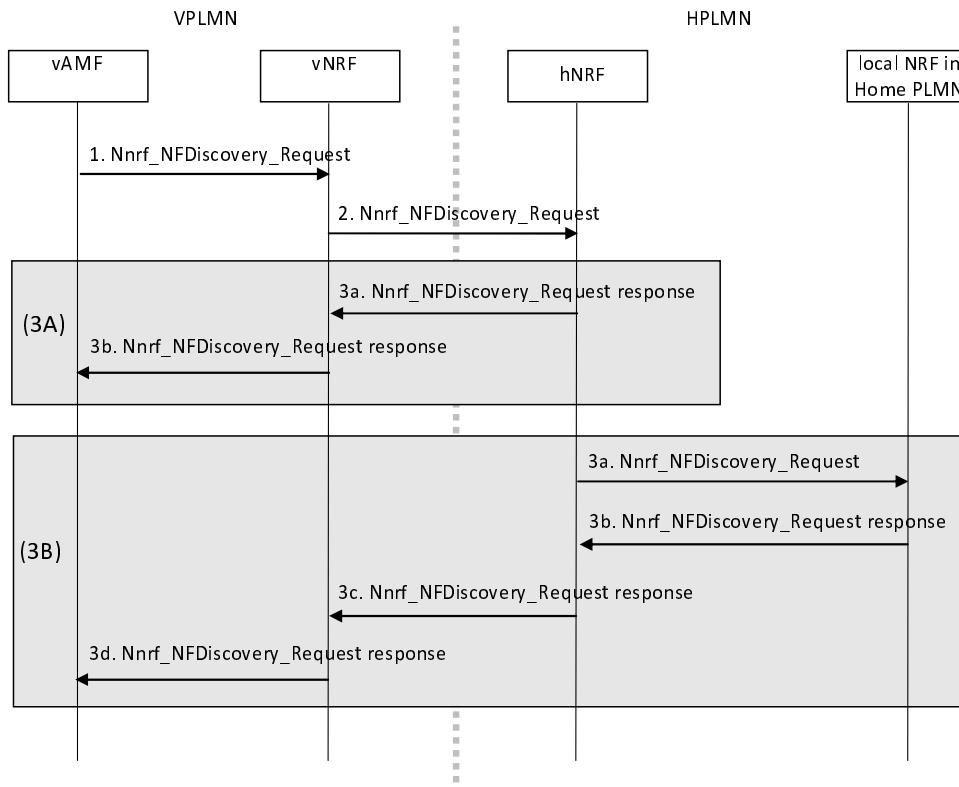 VPLMN
HPLMN
vAMF
vNRF
hNRF
local NRF in
Home PLMN
1. Nnrf_NFDiscovery_Request
2. Nnrf_NFDiscovery_Request
3a. Nnrf_NFDiscovery_Request response
(3A)
3b. Nnrf_NFDiscovery_Request response
3a. Nnrf_NFDiscovery_Request
3b. Nnrf_NFDiscovery_Request response
(3B)
3c. Nnrf_NFDiscovery_Request response
3d. Nnrf_NFDiscovery_Request response